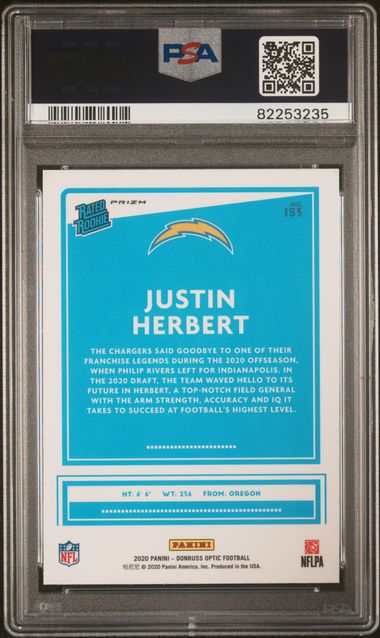 PSA
82253235
RATED ROOKIE
PRIZM
NO.
153
JUSTIN
HERBERT
THE CHARGERS SAID GOODBYE TO ONE OF THEIR
FRANCHISE LEGENDS DURING THE 2020 OFFSEASON,
WHEN PHILIP RIVERS LEFT FOR INDIANAPOLIS. IN
THE 2020 DRAFT, THE TEAM WAVED HELLO TO ITS
FUTURE IN HERBERT, A TOP-NOTCH FIELD GENERAL
WITH THE ARM STRENGTH, ACCURACY AND IQ IT
TAKES TO SUCCEED AT FOOTBALL'S HIGHEST LEVEL.
HT: 6' 6" WT: 236 FROM: OREGON
NFL
PANINI
NFLPA
2020 PANINI – DONRUSS OPTIC FOOTBALL
帕尼尼 © 2020 Panini America, Inc. Produced in the USA.